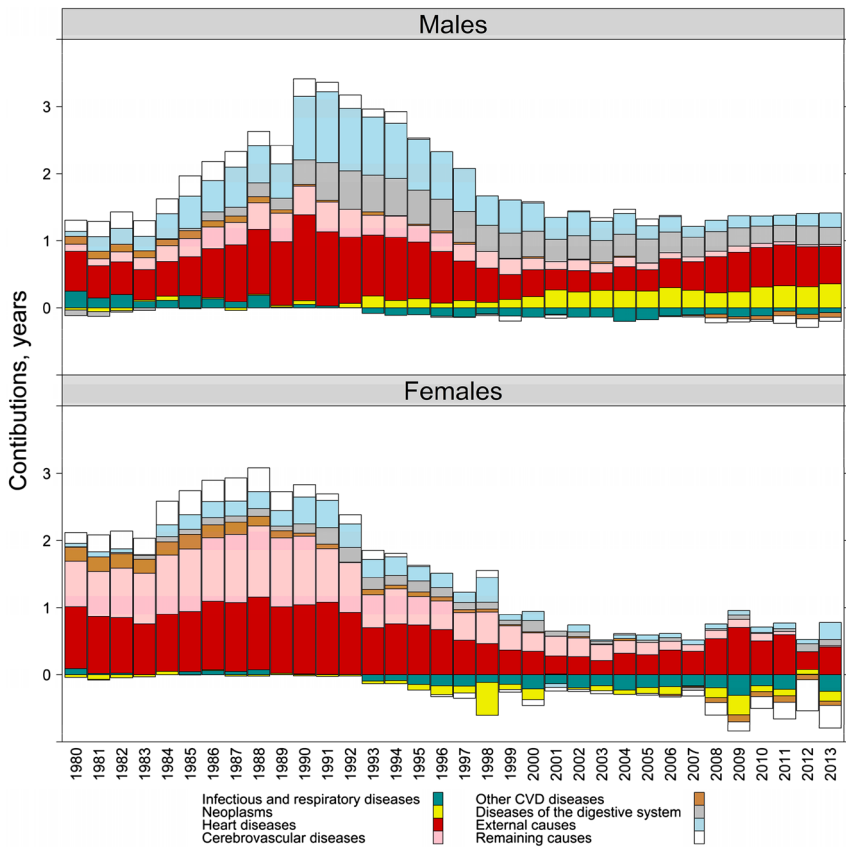 Males
3
2
1
0
Contibutions, years
Females
3
2
1
0
1980 1981 1982 1983 1984 1985 1986 1987 1988 1989 1990 1991 1992 1993 1994 1995 1996 1997 1998 1999 2000 2001 2002 2003 2004 2005 2006 2007 2008 2009 2010 2011 2012 2013
Infectious and respiratory diseases
Neoplasms
Heart diseases
Cerebrovascular diseases
Other CVD diseases
Diseases of the digestive system
External causes
Remaining causes